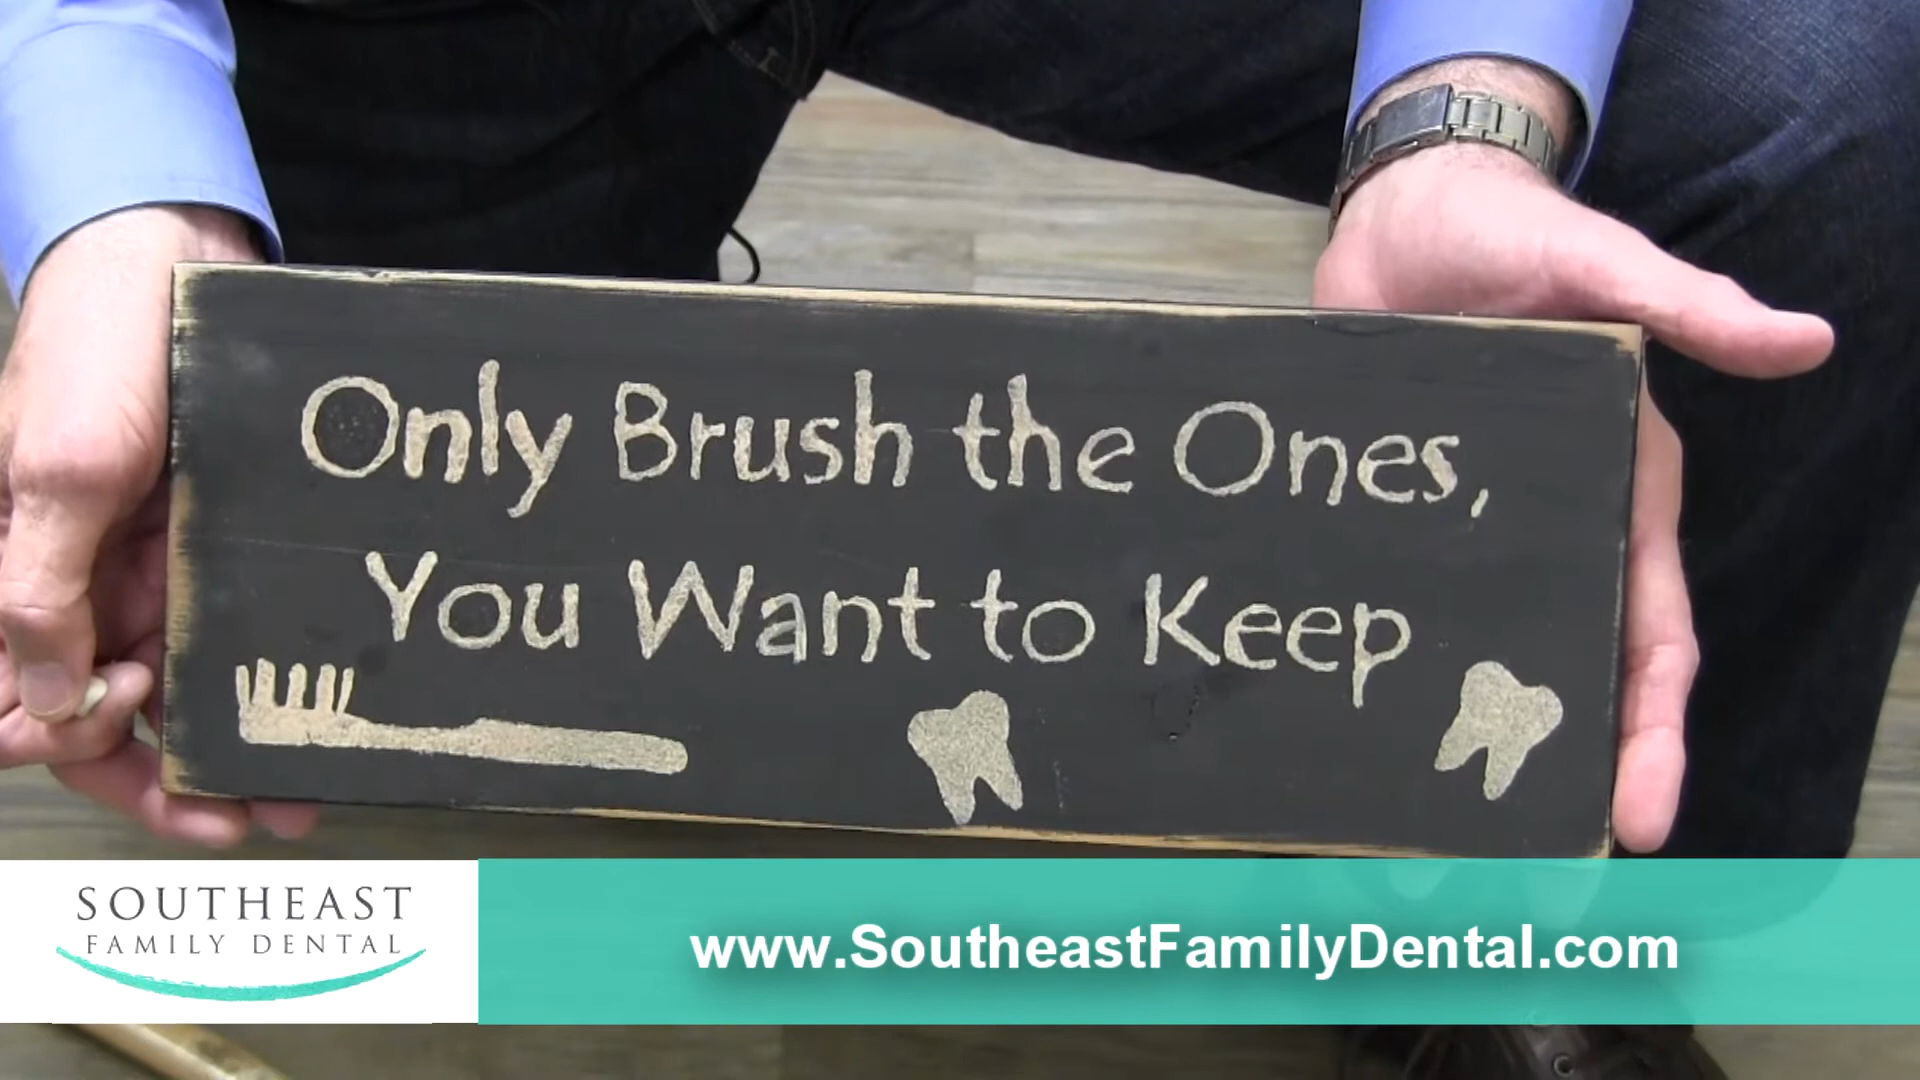 Only Brush the Ones,
You Want to Keep
SOUTHEAST
FAMILY DENTAL
www.SoutheastFamilyDental.com